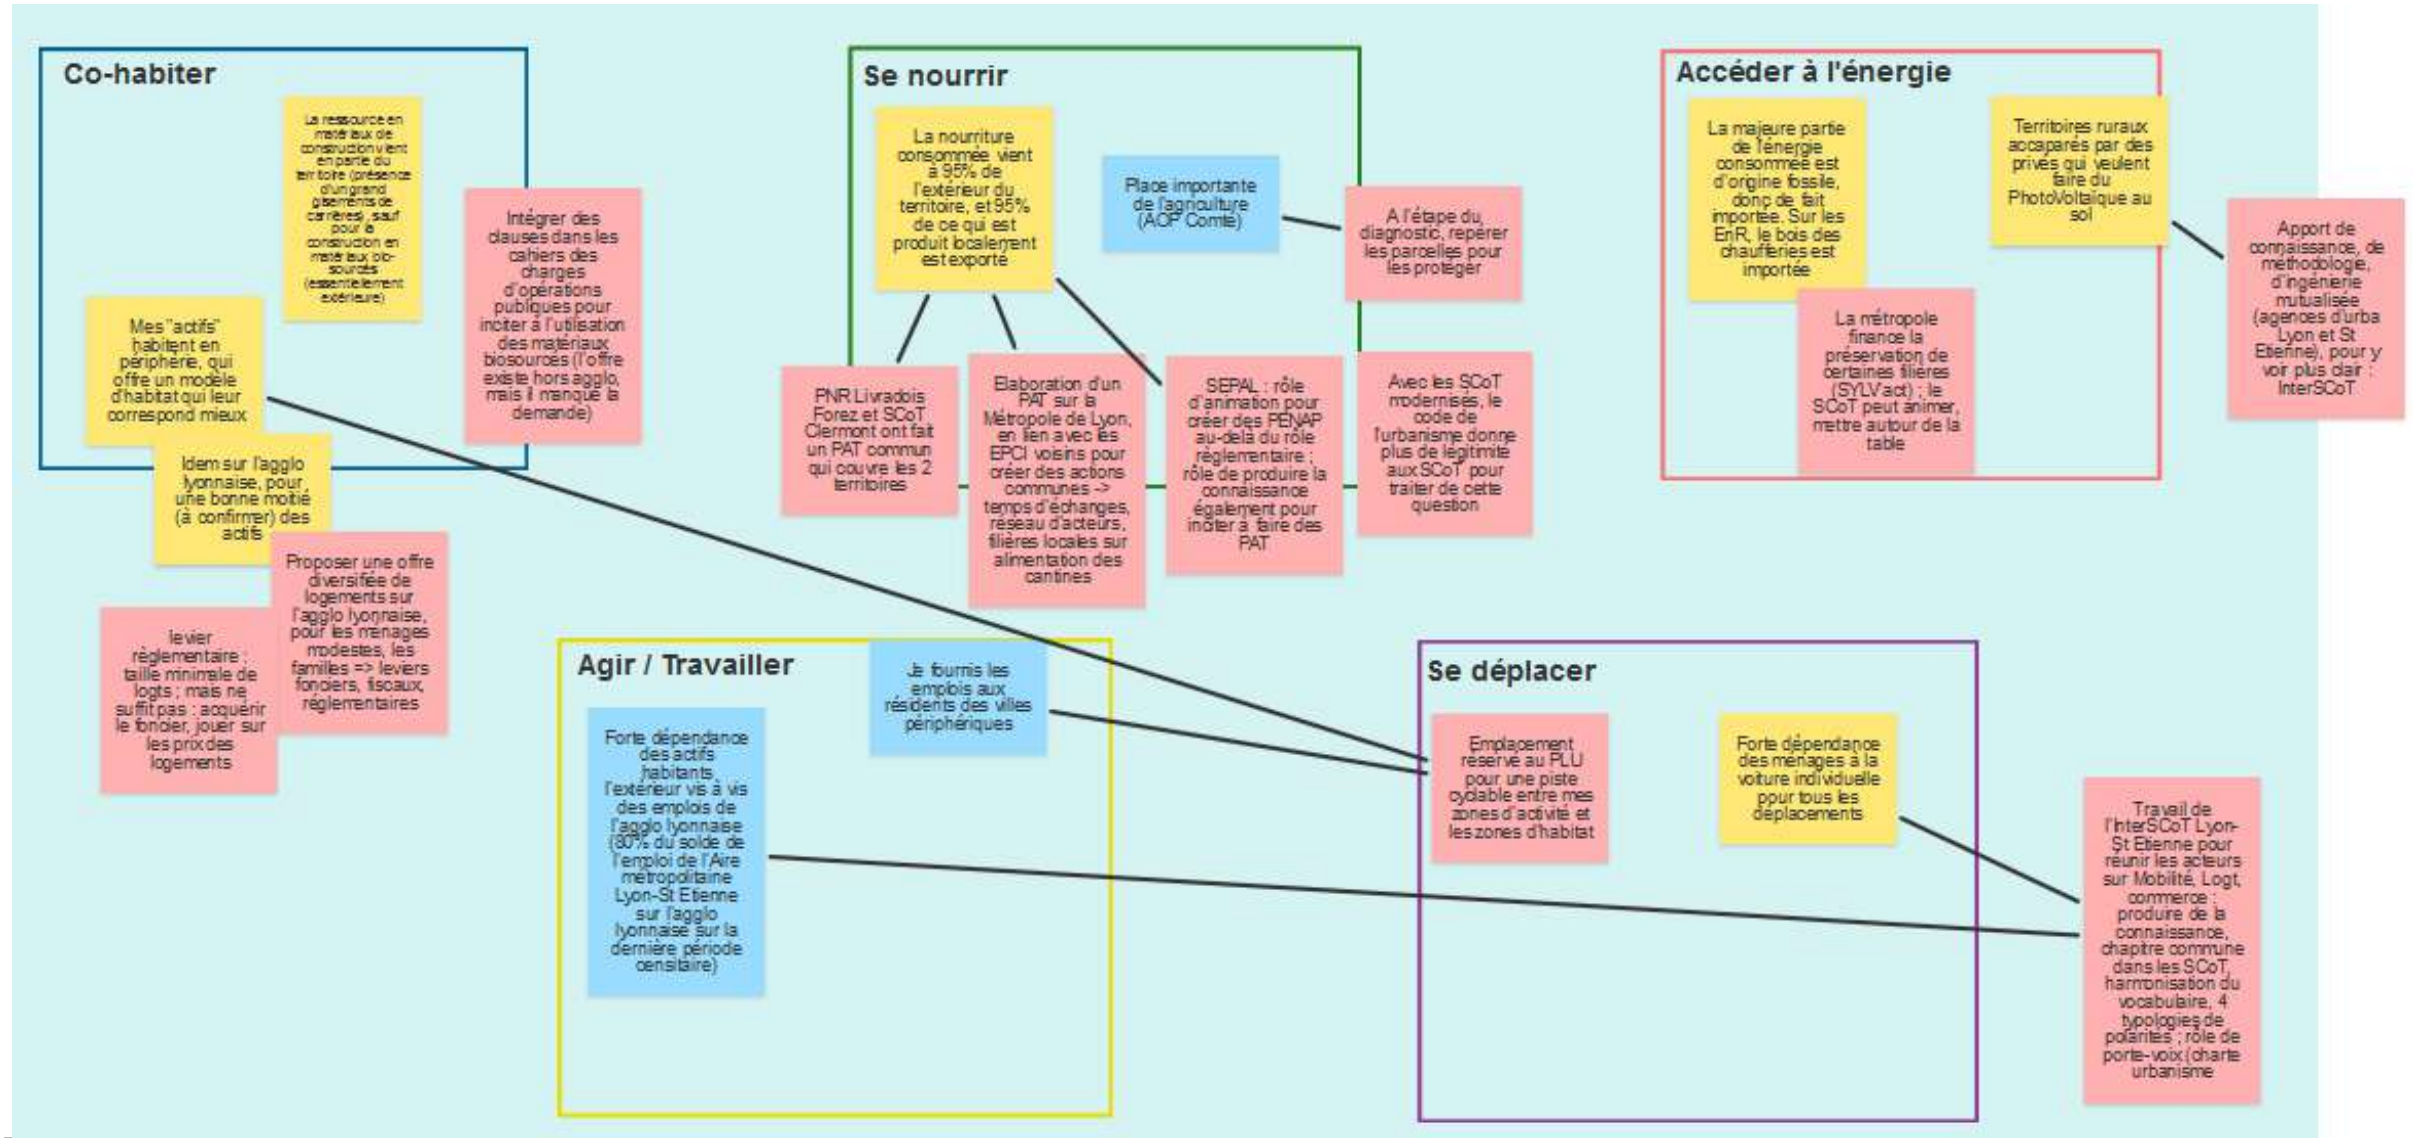 Co-habiter
La ressource en
matériaux de
construction vient
en partie du
territoire (présence
d'un grand
gisements de
carrières), sauf
pour la
construction en
matériaux bio-
sourcés
(essentiellement
extérieure)
Mes "actifs"
habitent en
périphérie, qui
offre un modèle
d'habitat qui leur
correspond mieux
Idem sur l'agglo
lyonnaise, pour
une bonne moitié
(à confirmer) des
actifs
Intégrer des
clauses dans les
cahiers des
charges
d'opérations
publiques pour
inciter à l'utilisation
des matériaux
biosourcés (l'offre
existe hors agglo,
mais il manque la
demande)
Proposer une offre
diversifiée de
logements sur
l'agglo lyonnaise,
pour les ménages
modestes, les
familles => leviers
fonciers, fiscaux,
réglementaires
levier
règlementaire :
taille minimale de
logts ; mais ne
suffit pas : acquérir
le foncier, jouer sur
les prix des
logements
Se nourrir
La nourriture
consommée vient
à 95% de
l'extérieur du
territoire, et 95%
de ce qui est
produit localement
est exporté
Place importante
de l'agriculture
(AOP Comté)
A l'étape du
diagnostic, repérer
les parcelles pour
les protéger
PNR Livradois
Forez et SCoT
Clermont ont fait
un PAT commun
qui couvre les 2
territoires
Elaboration d'un
PAT sur la
Métropole de Lyon,
en lien avec les
EPCI voisins pour
créer des actions
communes ->
temps d'échanges,
réseau d'acteurs,
filières locales sur
alimentation des
cantines
SEPAL : rôle
d'animation pour
créer des PENAP
au-delà du rôle
règlementaire ;
rôle de produire la
connaissance
également pour
inciter à faire des
PAT
Avec les SCoT
modernisés, le
code de
l'urbanisme donne
plus de légitimité
aux SCoT pour
traiter de cette
question
Accéder à l'énergie
La majeure partie
de l'énergie
consommée est
d'origine fossile,
donc de fait
importée. Sur les
EnR, le bois des
chaufferies est
importée
Territoires ruraux
accaparés par des
privés qui veulent
faire du
PhotoVoltaïque au
sol
La métropole
finance la
préservation de
certaines filières
(SYLV'act) ; le
SCoT peut animer,
mettre autour de la
table
Apport de
connaissance, de
méthodologie,
d'ingénierie
mutualisée
(agences d'urba
Lyon et St
Etienne), pour y
voir plus clair :
InterSCoT
Agir / Travailler
Je fournis les
emplois aux
résidents des villes
périphériques
Forte dépendance
des actifs
habitants
l'extérieur vis à vis
des emplois de
l'agglo lyonnaise
(80% du solde de
l'emploi de l'Aire
métropolitaine
Lyon-St Etienne
sur l'agglo
lyonnaise sur la
dernière période
censitaire)
Se déplacer
Emplacement
réservé au PLU
pour une piste
cyclable entre mes
zones d'activité et
les zones d'habitat
Forte dépendance
des ménages à la
voiture individuelle
pour tous les
déplacements
Travail de
l'InterSCoT Lyon-
St Etienne pour
réunir les acteurs
sur Mobilité, Logt,
commerce :
produire de la
connaissance,
chapitre commune
dans les SCoT,
harmonisation du
vocabulaire, 4
typologies de
polarités ; rôle de
porte-voix (charte
urbanisme